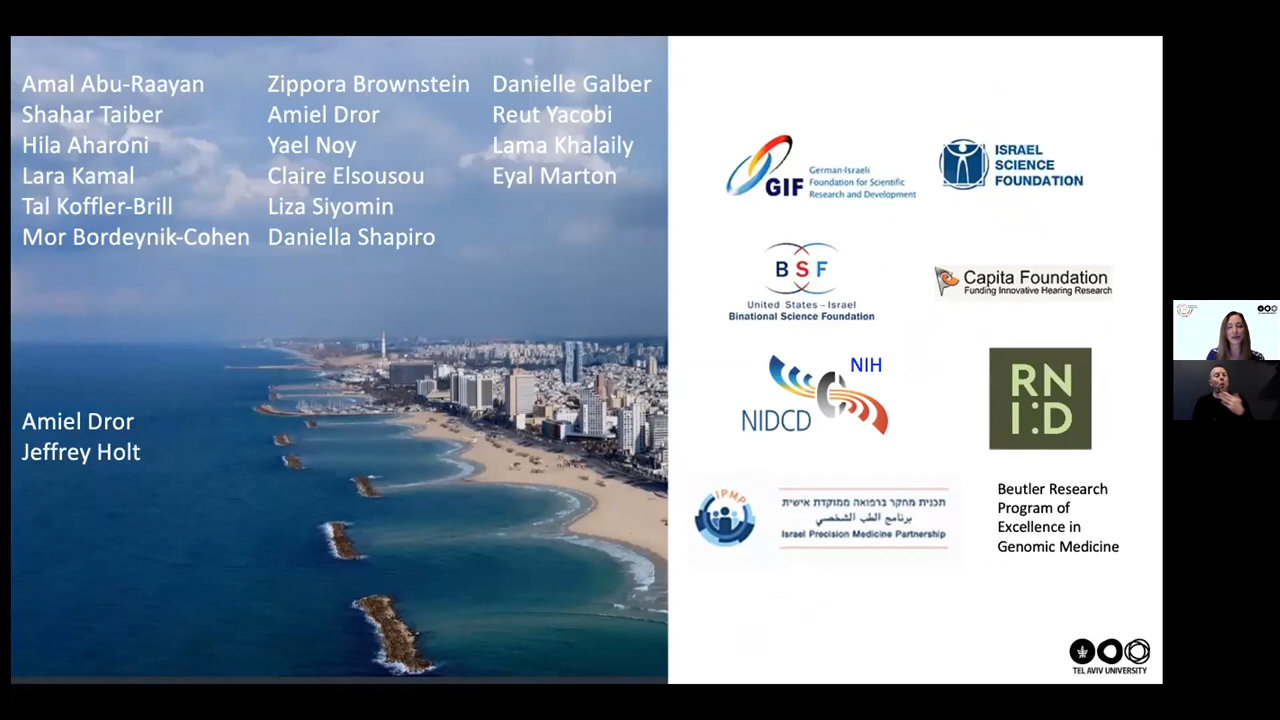 Amal Abu-Raayan
Shahar Taiber
Hila Aharoni
Lara Kamal
Tal Koffler-Brill
Mor Bordeynik-Cohen
Zippora Brownstein
Amiel Dror
Yael Noy
Claire Elsousou
Liza Siyomin
Daniella Shapiro
Danielle Galber
Reut Yacobi
Lama Khalaily
Eyal Marton
Amiel Dror
Jeffrey Holt
GIF
German-Israeli
Foundation for Scientific
Research and Development
ISRAEL
SCIENCE
FOUNDATION
BSF
United States – Israel
Binational Science Foundation
Capita Foundation
Funding Innovative Hearing Research
NIH
NIDCD
RN
I:D
IPMP
תכנית מחקר ברפואה ממוקדת אישית
برنامج الطب الشخصي
Israel Precision Medicine Partnership
Beutler Research
Program of
Excellence in
Genomic Medicine
TEL AVIV UNIVERSITY